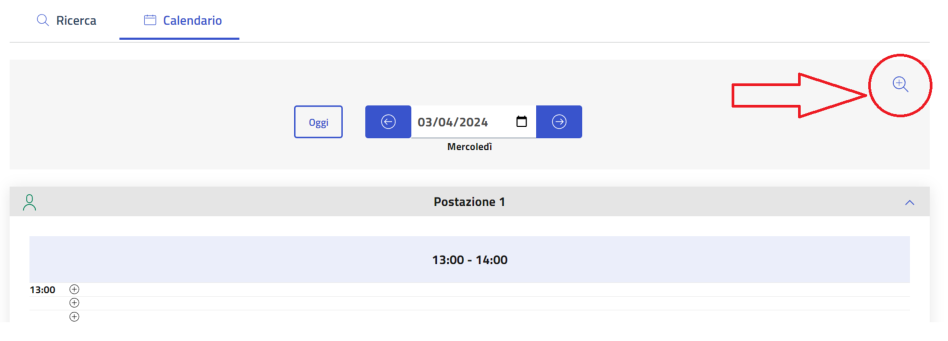 Ricerca Calendario
Oggi 03/04/2024
Mercoledì
Postazione 1
13:00 - 14:00
13:00